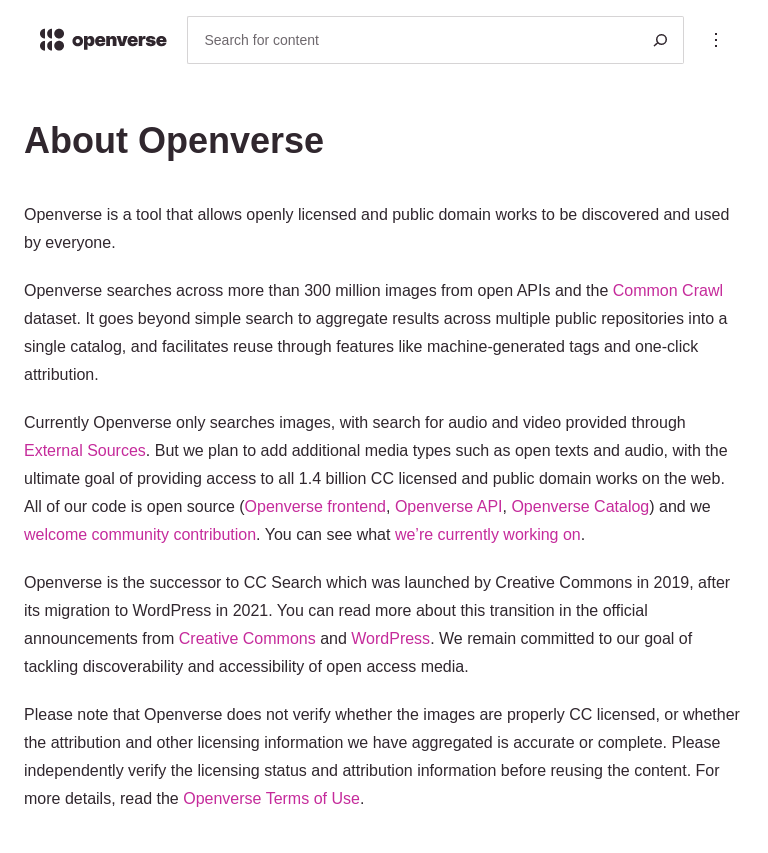 openverse
Search for content
About Openverse
Openverse is a tool that allows openly licensed and public domain works to be discovered and used
by everyone.
Openverse searches across more than 300 million images from open APIs and the Common Crawl
dataset. It goes beyond simple search to aggregate results across multiple public repositories into a
single catalog, and facilitates reuse through features like machine-generated tags and one-click
attribution.
Currently Openverse only searches images, with search for audio and video provided through
External Sources. But we plan to add additional media types such as open texts and audio, with the
ultimate goal of providing access to all 1.4 billion CC licensed and public domain works on the web.
All of our code is open source (Openverse frontend, Openverse API, Openverse Catalog) and we
welcome community contribution. You can see what we’re currently working on.
Openverse is the successor to CC Search which was launched by Creative Commons in 2019, after
its migration to WordPress in 2021. You can read more about this transition in the official
announcements from Creative Commons and WordPress. We remain committed to our goal of
tackling discoverability and accessibility of open access media.
Please note that Openverse does not verify whether the images are properly CC licensed, or whether
the attribution and other licensing information we have aggregated is accurate or complete. Please
independently verify the licensing status and attribution information before reusing the content. For
more details, read the Openverse Terms of Use.